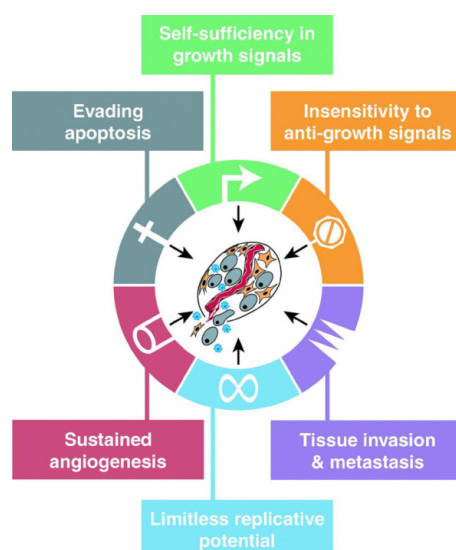 Self-sufficiency in
growth signals
Evading
apoptosis
Insensitivity to
anti-growth signals
Sustained
angiogenesis
Tissue invasion
& metastasis
Limitless replicative
potential